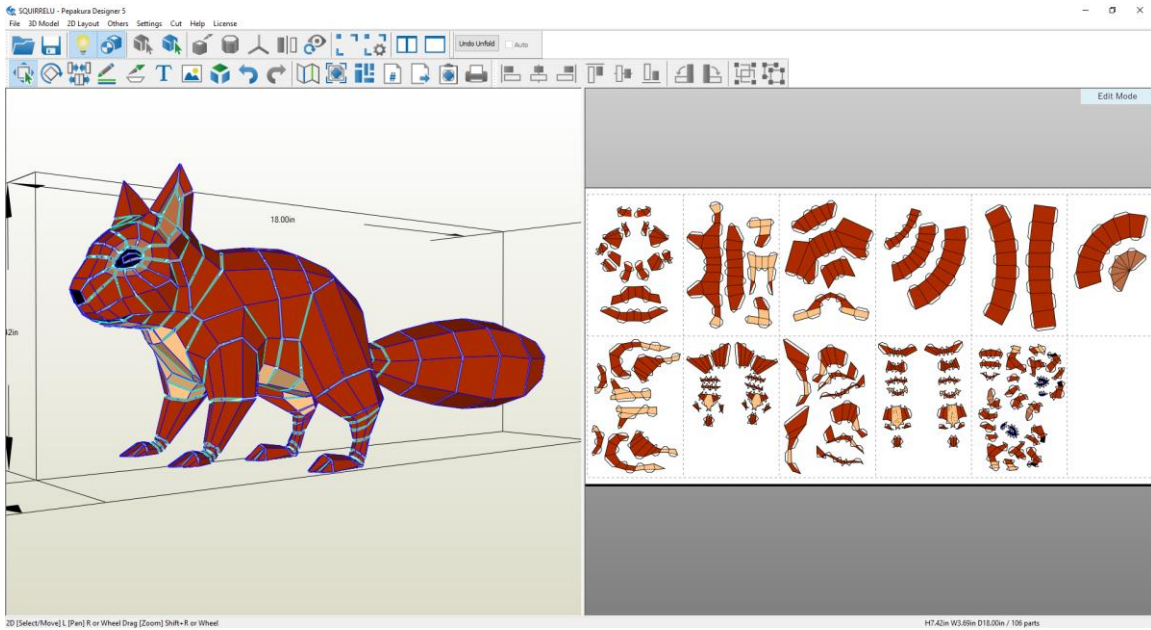 SQUIRRELU - Pepakura Designer 5
File 3D Model 2D Layout Others Settings Cut Help License
Undo Unfold Auto
T #
Edit Mode
18.00in
42in
2D [Select/Move] L [Pan] R or Wheel Drag [Zoom] Shift+R or Wheel
H7.42in W3.69in D18.00in / 106 parts